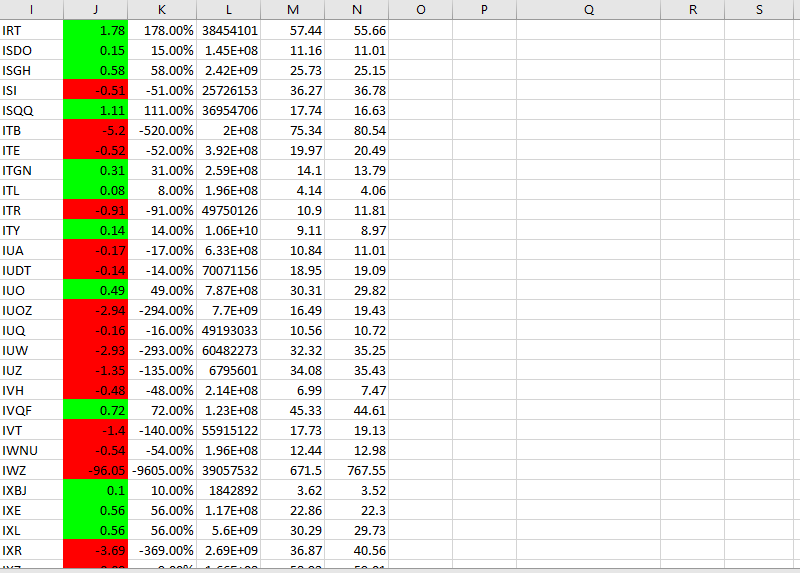 I J K L M N O P Q R S
IRT 1.78 178.00% 38454101 57.44 55.66
ISDO 0.15 15.00% 1.45E+08 11.16 11.01
ISGH 0.58 58.00% 2.42E+09 25.73 25.15
ISI -0.51 -51.00% 25726153 36.27 36.78
ISQQ 1.11 111.00% 36954706 17.74 16.63
ITB -5.2 -520.00% 2E+08 75.34 80.54
ITE -0.52 -52.00% 3.92E+08 19.97 20.49
ITGN 0.31 31.00% 2.59E+08 14.1 13.79
ITL 0.08 8.00% 1.96E+08 4.14 4.06
ITR -0.91 -91.00% 49750126 10.9 11.81
ITY 0.14 14.00% 1.06E+10 9.11 8.97
IUA -0.17 -17.00% 6.33E+08 10.84 11.01
IUDT -0.14 -14.00% 70071156 18.95 19.09
IUO 0.49 49.00% 7.87E+08 30.31 29.82
IUOZ -2.94 -294.00% 7.7E+09 16.49 19.43
IUQ -0.16 -16.00% 49193033 10.56 10.72
IUW -2.93 -293.00% 60482273 32.32 35.25
IUZ -1.35 -135.00% 6795601 34.08 35.43
IVH -0.48 -48.00% 2.14E+08 6.99 7.47
IVQF 0.72 72.00% 1.23E+08 45.33 44.61
IVT -1.4 -140.00% 55915122 17.73 19.13
IWNU -0.54 -54.00% 1.96E+08 12.44 12.98
IWZ -96.05 -9605.00% 39057532 671.5 767.55
IXBJ 0.1 10.00% 1842892 3.62 3.52
IXE 0.56 56.00% 1.17E+08 22.86 22.3
IXL 0.56 56.00% 5.6E+09 30.29 29.73
IXR -3.69 -369.00% 2.69E+09 36.87 40.56